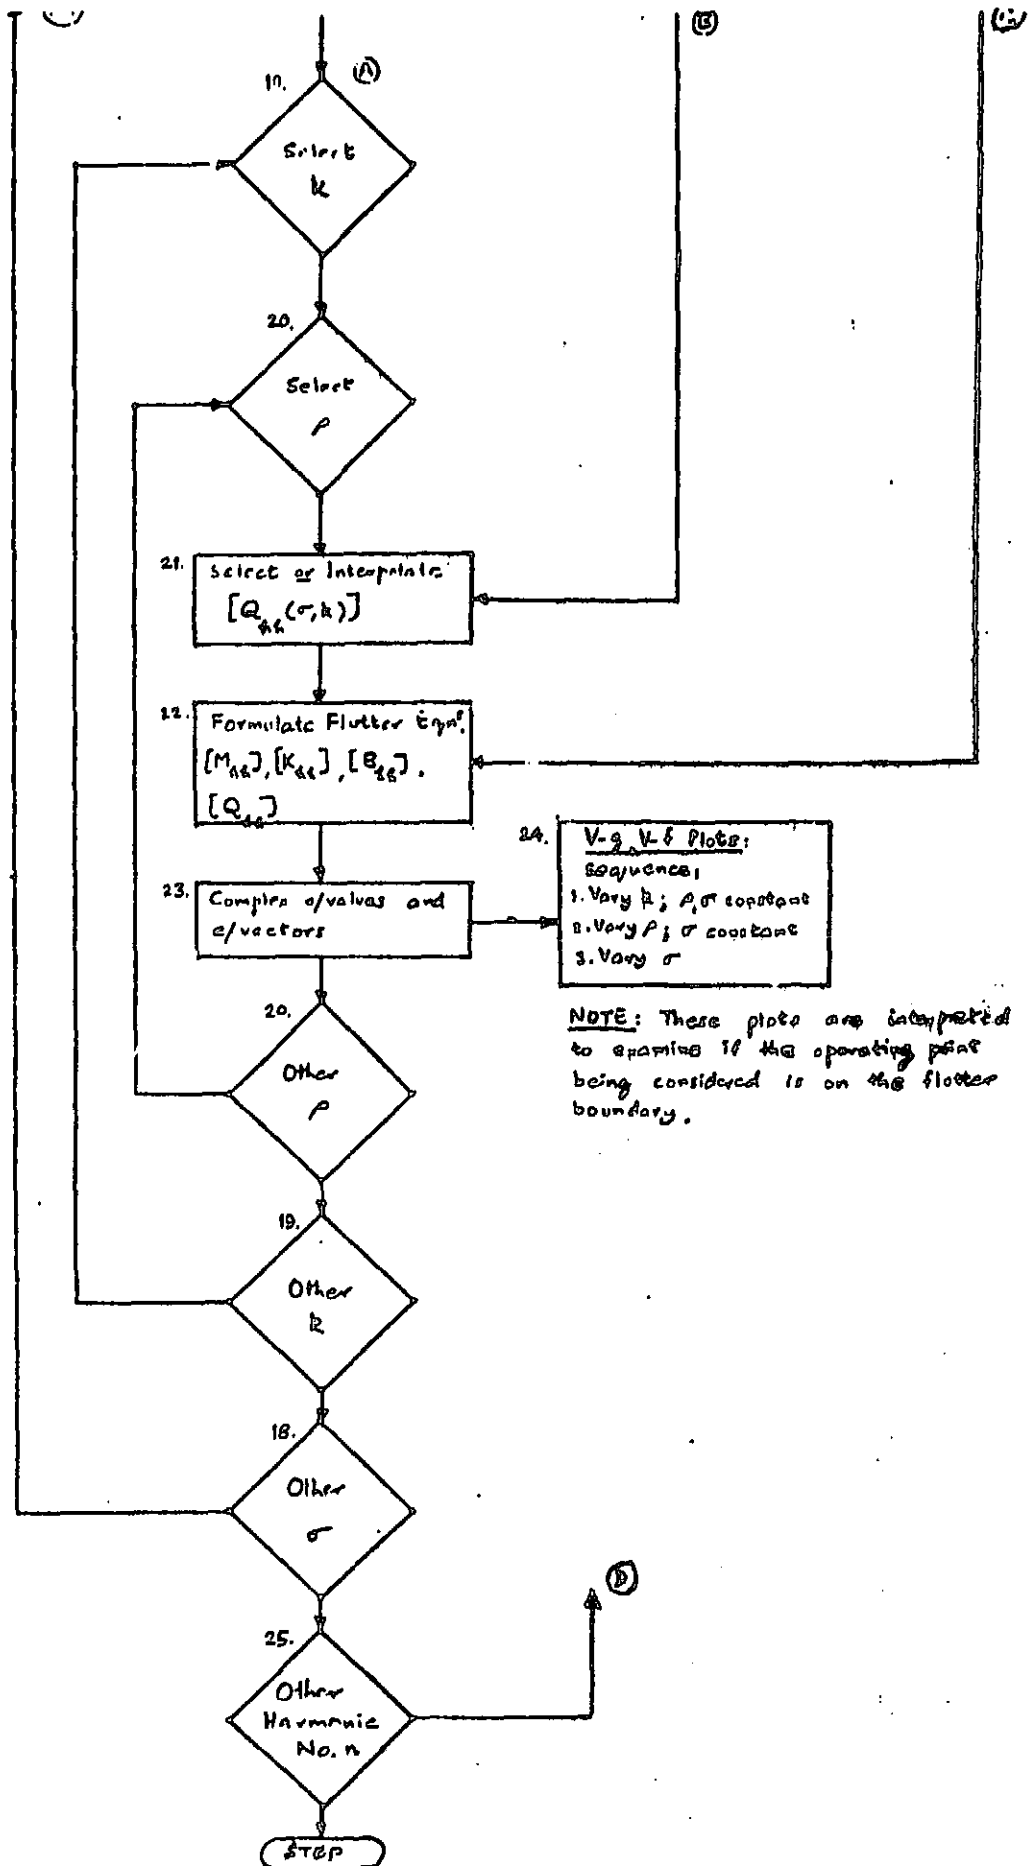 Ⓑ
Ⓐ
19.
Select
k
20.
Select
ρ
21.
Select or Interpolate
[Q_hh(σ,k)]
22.
Formulate Flutter Eqn.
[M_hh], [K_hh], [B_hh],
[Q_hh]
23.
Complex e/values and
e/vectors
24.
V-g V-f Plots:
sequence:
1. Vary k; ρ,σ constant
2. Vary ρ; σ constant
3. Vary σ
NOTE: These plots are interpreted
to examine if the operating point
being considered is on the flutter
boundary.
20.
Other
ρ
19.
Other
k
18.
Other
σ
Ⓓ
25.
Other
Harmonic
No. n
STOP